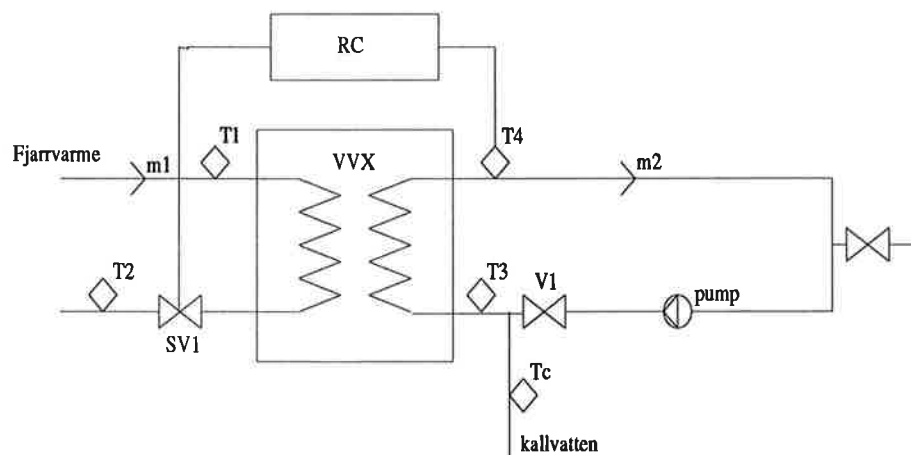 RC
T1
T4
Fjarrvarme
m1
VVX
m2
T2
T3
V1
pump
SV1
Tc
kallvatten